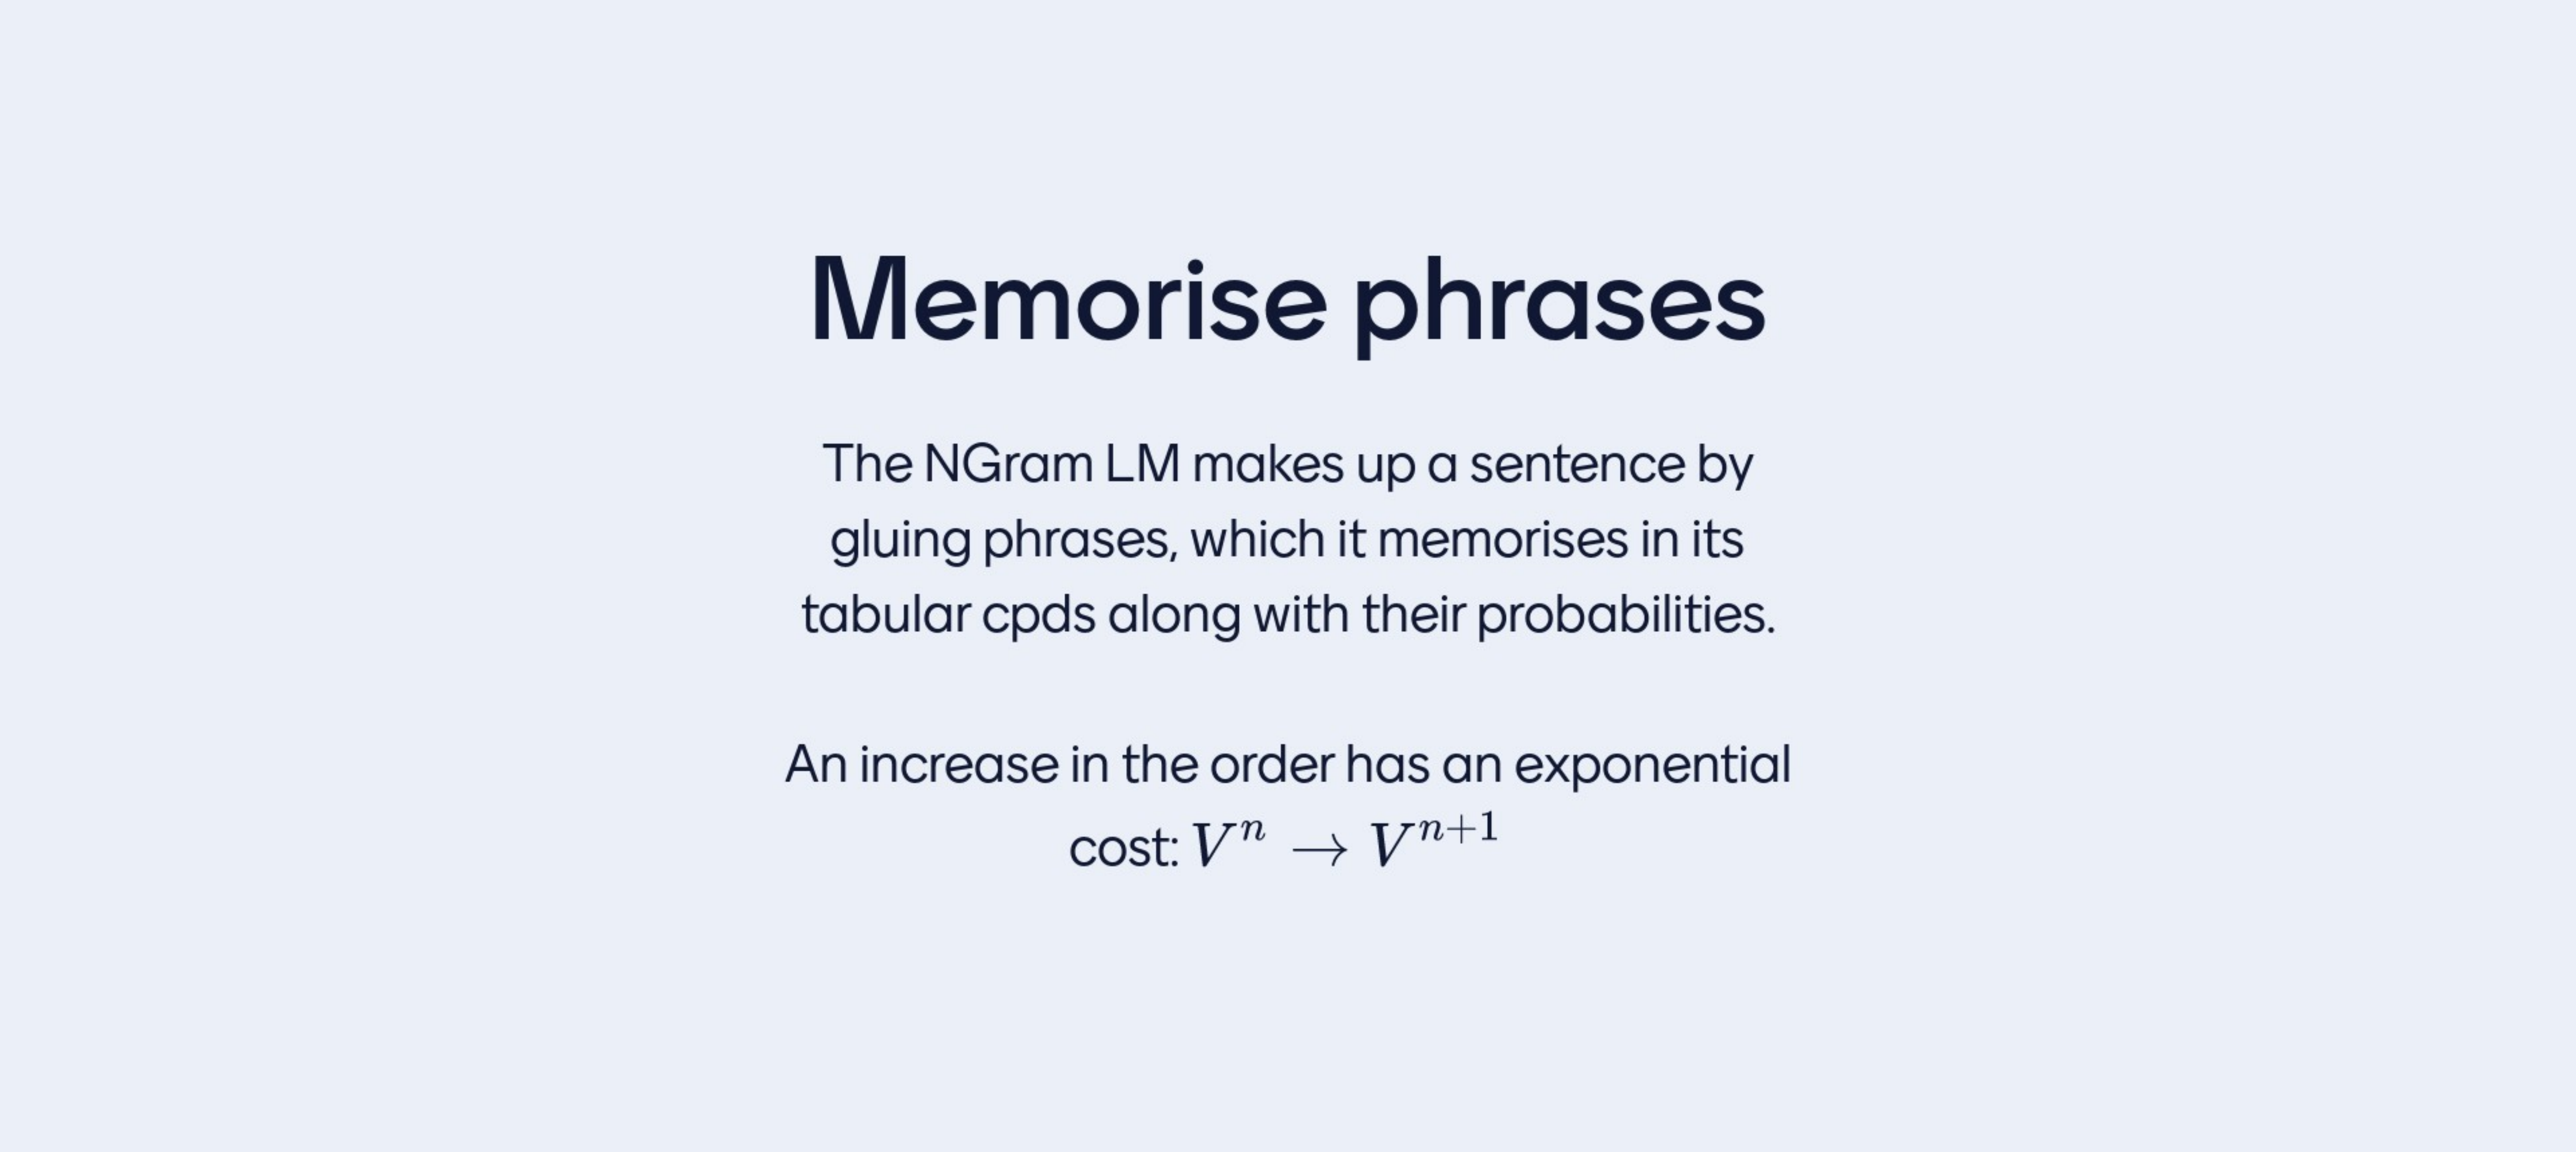 Memorise phrases
The NGram LM makes up a sentence by
gluing phrases, which it memorises in its
tabular cpds along with their probabilities.
An increase in the order has an exponential
cost: $V^n \rightarrow V^{n+1}$